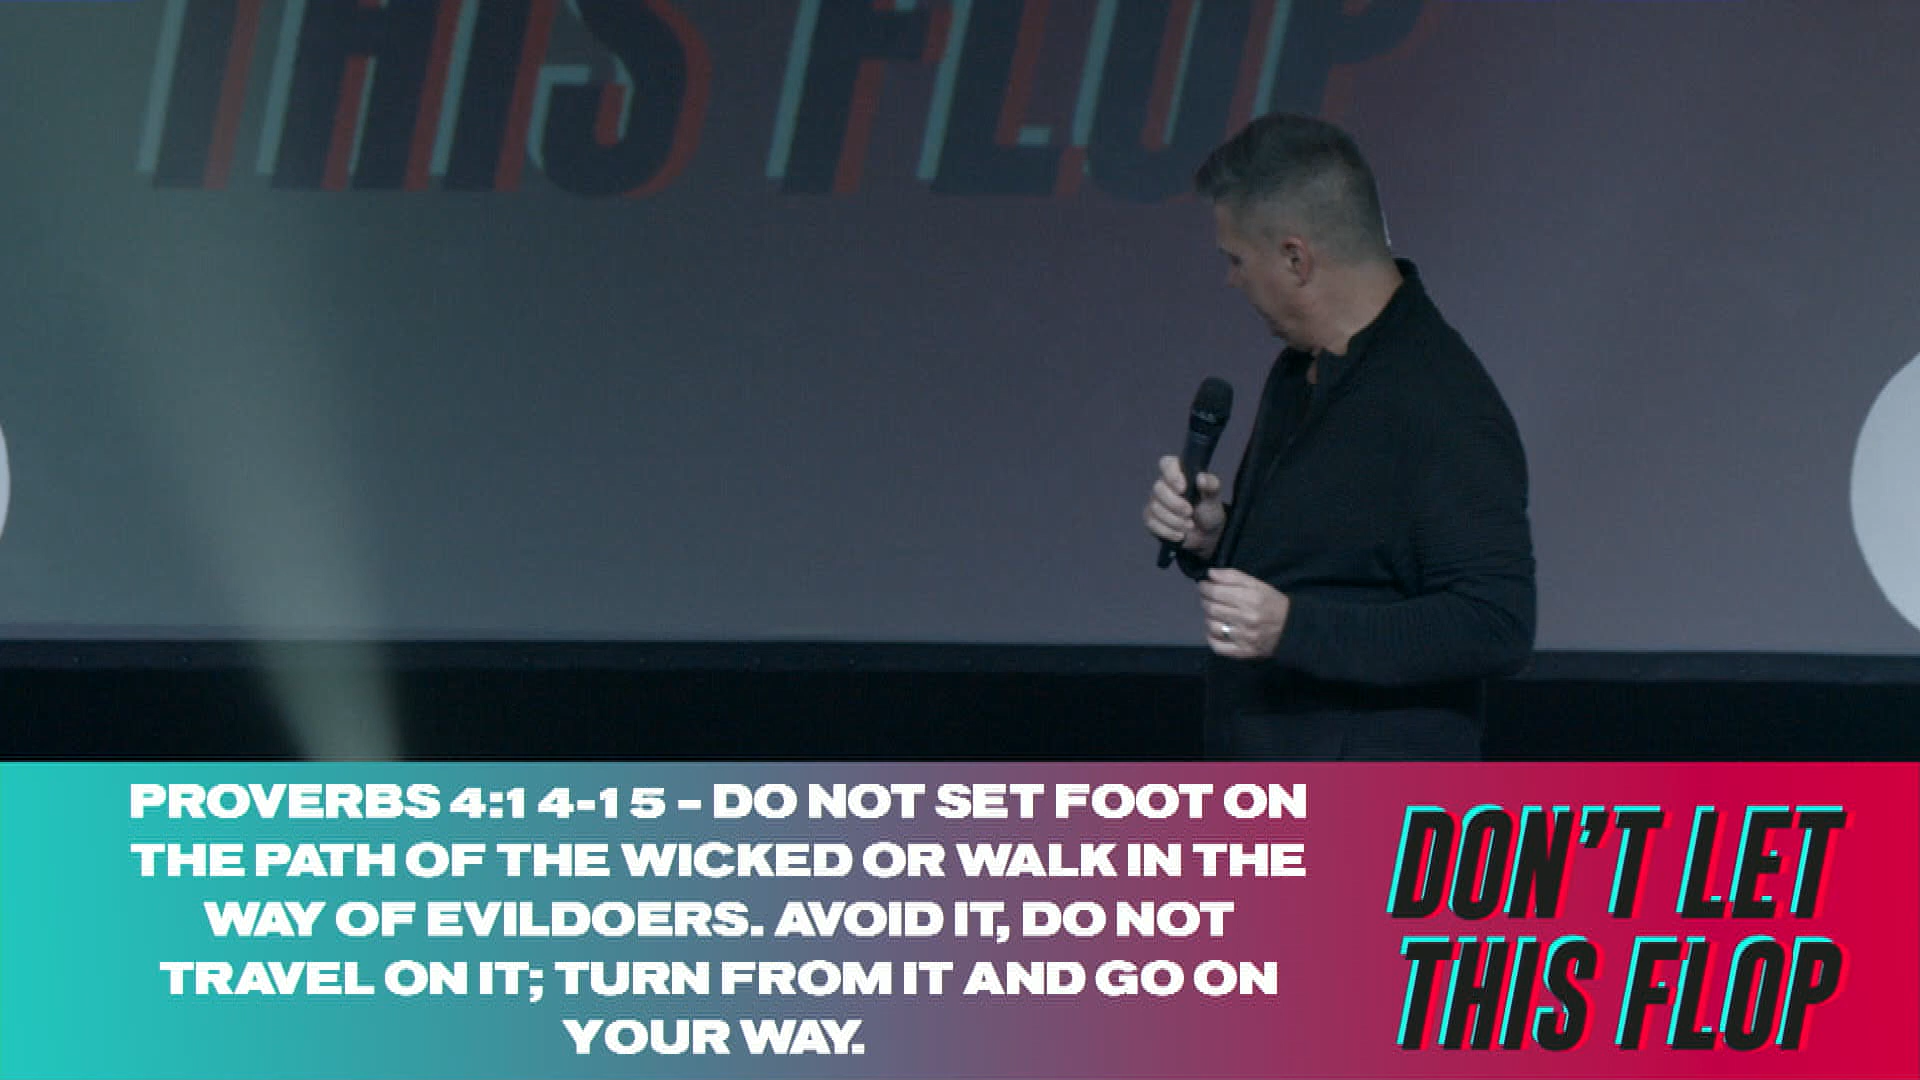 THIS FLOP
PROVERBS 4:14-15 – DO NOT SET FOOT ON
THE PATH OF THE WICKED OR WALK IN THE
WAY OF EVILDOERS. AVOID IT, DO NOT
TRAVEL ON IT; TURN FROM IT AND GO ON
YOUR WAY.
DON'T LET
THIS FLOP